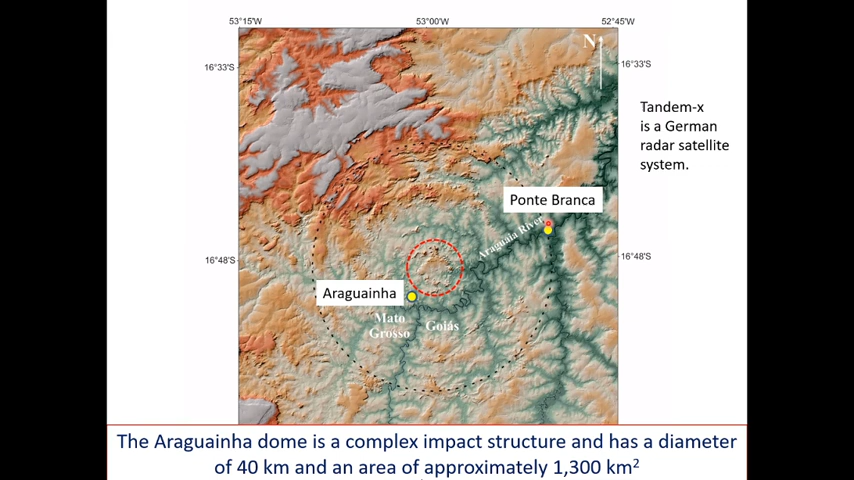 53°15'W
53°00'W
52°45'W
N
16°33'S
16°33'S
Tandem-x
is a German
radar satellite
system.
Ponte Branca
Araguaia River
16°48'S
16°48'S
Araguainha
Mato
Grosso
Goiás
The Araguainha dome is a complex impact structure and has a diameter
of 40 km and an area of approximately 1,300 km²